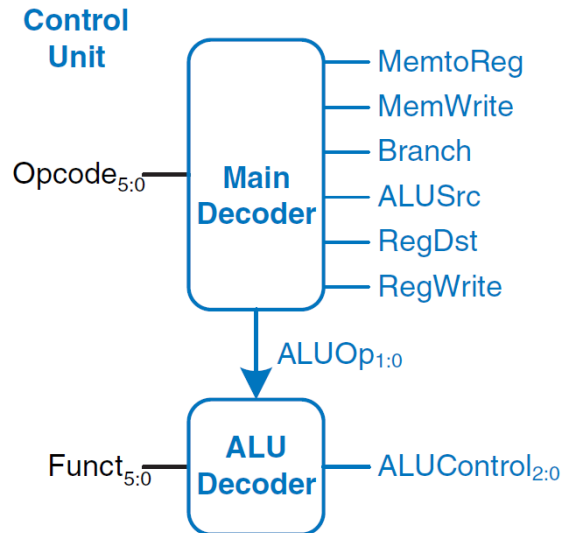 Control
Unit
MemtoReg
MemWrite
Opcode5:0
Main
Decoder
Branch
ALUSrc
RegDst
RegWrite
ALUOp1:0
Funct5:0
ALU
Decoder
ALUControl2:0